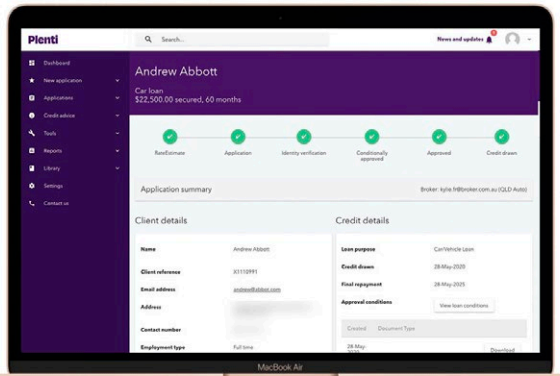 Plenti
Search...
News and updates
Dashboard
New application
Applications
Credit advice
Tools
Reports
Library
Settings
Contact us
Andrew Abbott
Car loan
$22,500.00 secured, 60 months
RateEstimate
Application
Identity verification
Conditionally
approved
Approved
Credit drawn
Application summary
Broker: kylie.fr@broker.com.au (QLD Auto)
Client details
Name Andrew Abbott
Client reference X1110991
Email address andrew@abbot.com
Address
Contact number
Employment type Full time
Credit details
Loan purpose Car/Vehicle Loan
Credit drawn 28-May-2020
Final repayment 28-May-2025
Approval conditions View loan conditions
Created Document Type
28-May-
Download
MacBook Air